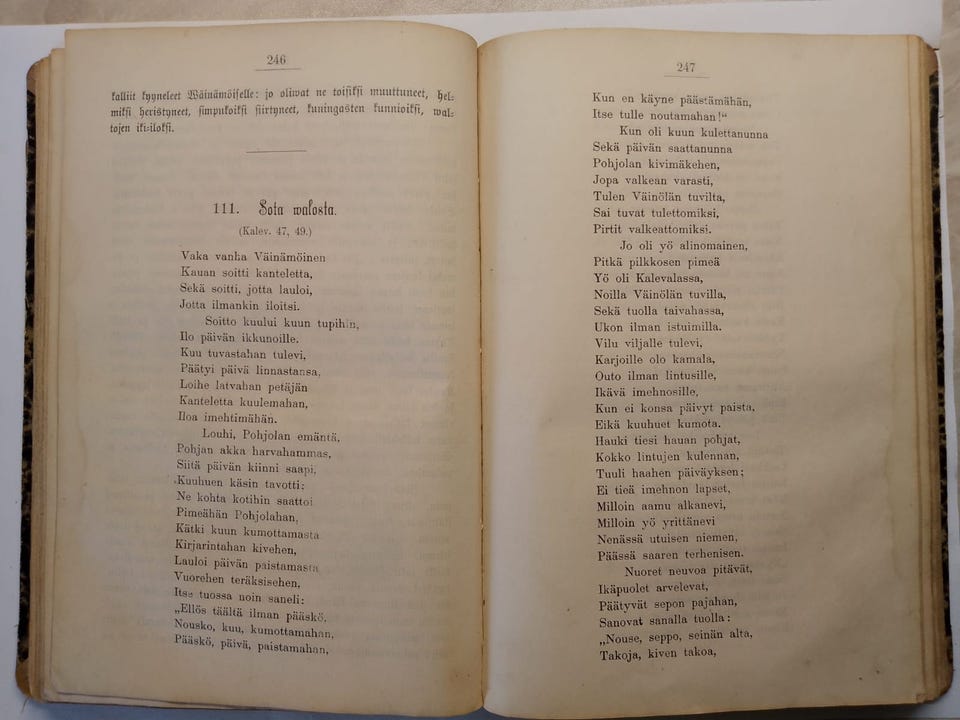 246
kalliit kyyneleet Wäinämöiselle: jo oliwat ne toisiksi muuttuneet, hel-
miksi heristyneet, simpukoiksi siirtyneet, kuningasten kunnioiksi, wal-
tojen iki-iloksi.
111. Sota walosta.
(Kalev. 47, 49.)
Vaka vanha Väinämöinen
Kauan soitti kanteletta,
Sekä soitti, jotta lauloi,
Jotta ilmankin iloitsi.
Soitto kuului kuun tupihin,
Ilo päivän ikkunoille.
Kuu tuvastahan tulevi,
Päätyi päivä linnastansa,
Loihe latvahan petäjän
Kanteletta kuulemahan,
Iloa imehtimähän.
Louhi, Pohjolan emäntä,
Pohjan akka harvahammas,
Siitä päivän kiinni saapi,
Kuuhuen käsin tavotti:
Ne kohta kotihin saattoi
Pimeähän Pohjolahan,
Kätki kuun kumottamasta
Kirjarintahan kivehen,
Lauloi päivän paistamasta
Vuorehen teräksisehen,
Itse tuossa noin saneli:
„Ellös täältä ilman pääskö,
Nousko, kuu, kumottamahan,
Pääskö, päivä, paistamahan,
247
Kun en käyne päästämähän,
Itse tulle noutamahan!“
Kun oli kuun kulettanunna
Sekä päivän saattanunna
Pohjolan kivimäkehen,
Jopa valkean varasti,
Tulen Väinölän tuvilta,
Sai tuvat tulettomiksi,
Pirtit valkeattomiksi.
Jo oli yö alinomainen,
Pitkä pilkkosen pimeä
Yö oli Kalevalassa,
Noilla Väinölän tuvilla,
Sekä tuolla taivahassa,
Ukon ilman istuimilla.
Vilu viljalle tulevi,
Karjoille olo kamala,
Outo ilman lintusille,
Ikävä imehnosille,
Kun ei konsa päivyt paista,
Eikä kuuhuet kumota.
Hauki tiesi hauan pohjat,
Kokko lintujen kulennan,
Tuuli haahen päiväyksen;
Ei tieä imehnon lapset,
Milloin aamu alkanevi,
Milloin yö yrittänevi
Nenässä utuisen niemen,
Päässä saaren terhenisen.
Nuoret neuvoa pitävät,
Ikäpuolet arvelevat,
Päätyvät sepon pajahan,
Sanovat sanalla tuolla:
„Nouse, seppo, seinän alta,
Takoja, kiven takoa,